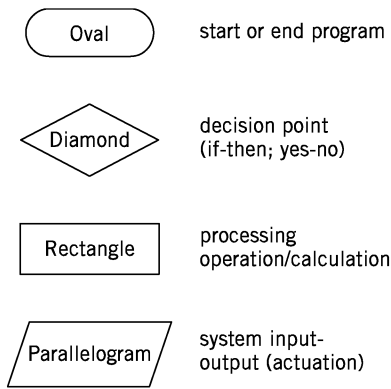 Oval
start or end program
Diamond
decision point
(if-then; yes-no)
Rectangle
processing
operation/calculation
Parallelogram
system input-
output (actuation)